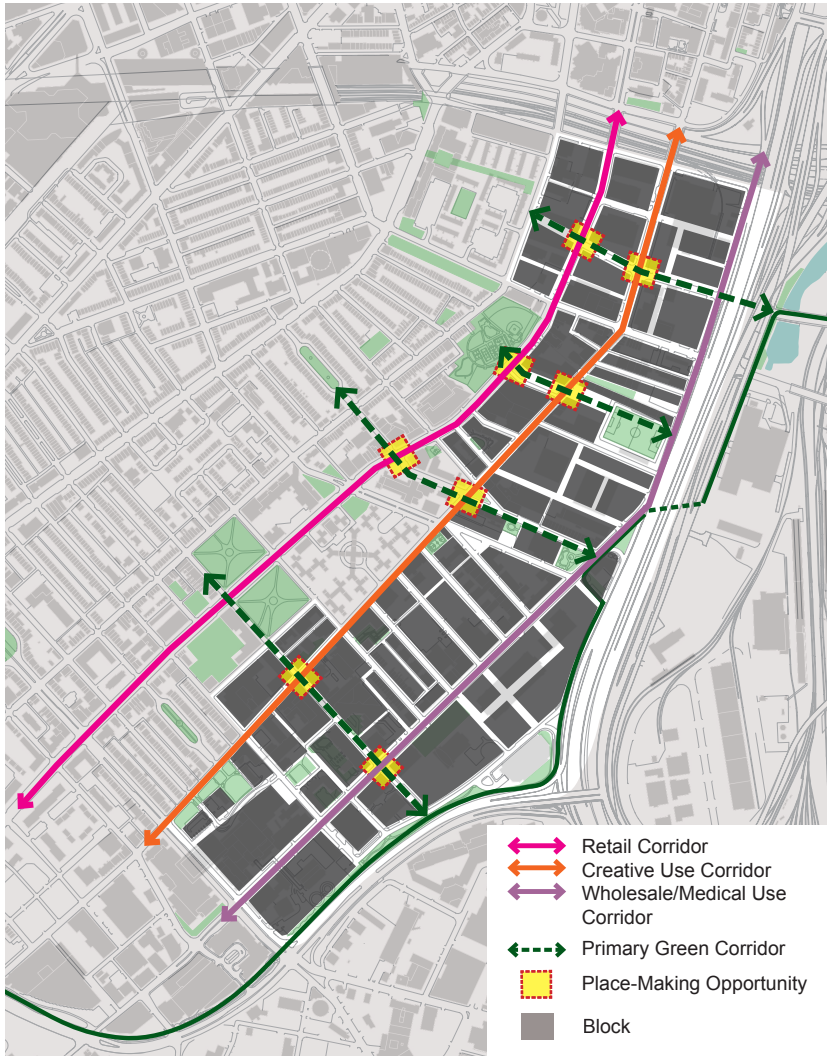 Retail Corridor
Creative Use Corridor
Wholesale/Medical Use
Corridor
Primary Green Corridor
Place-Making Opportunity
Block